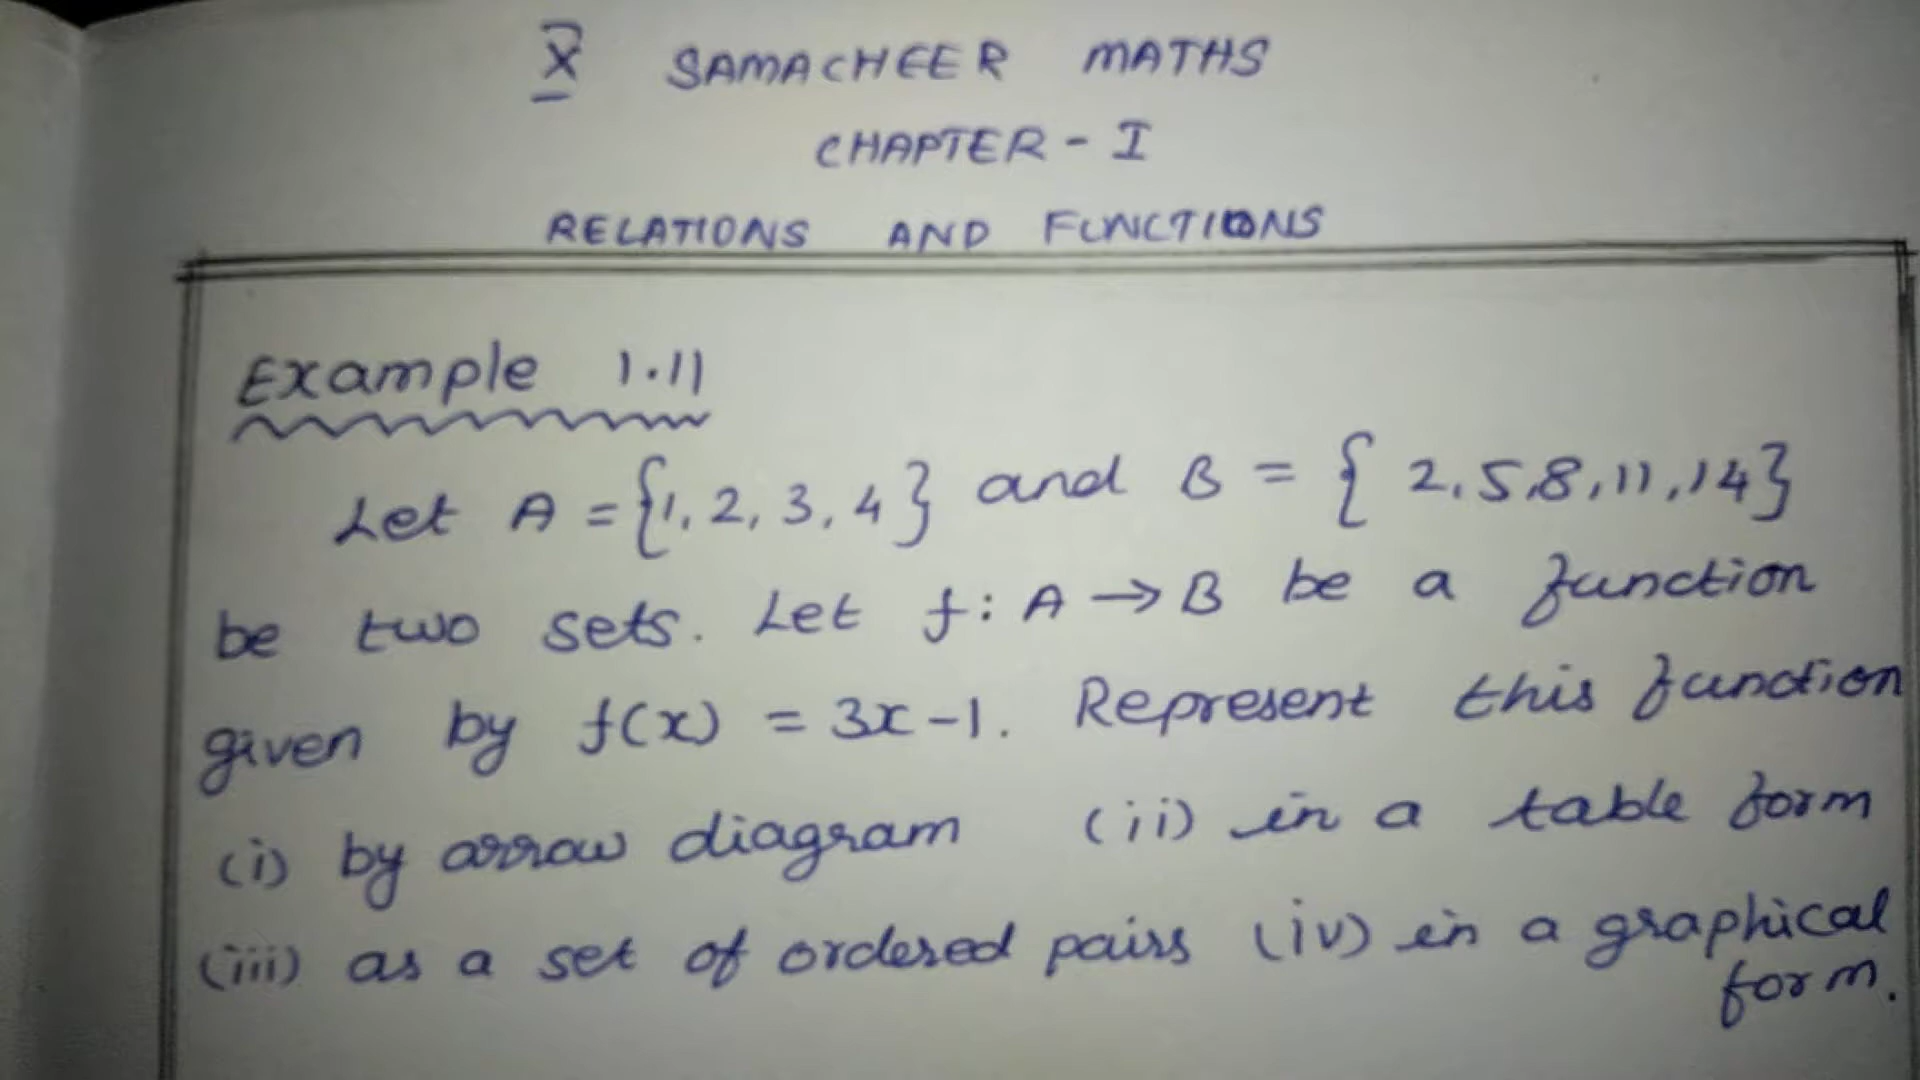 X SAMACHEER MATHS
CHAPTER - I
RELATIONS AND FUNCTIONS
Example 1.11
Let A = {1, 2, 3, 4} and B = { 2, 5, 8, 11, 14}
be two sets. Let f : A → B be a function
given by f(x) = 3x - 1. Represent this function
(i) by arrow diagram (ii) in a table form
(iii) as a set of ordered pairs (iv) in a graphical
form.